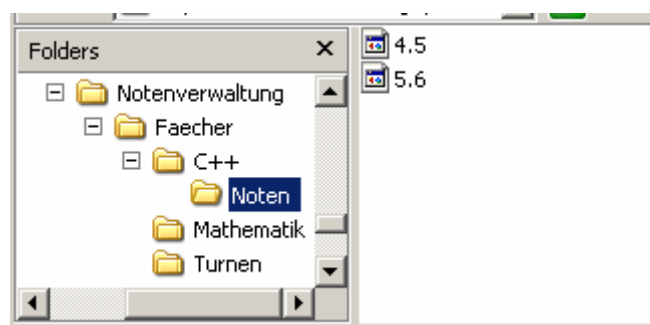 Folders
Notenverwaltung
Faecher
C++
Noten
Mathematik
Turnen
4.5
5.6